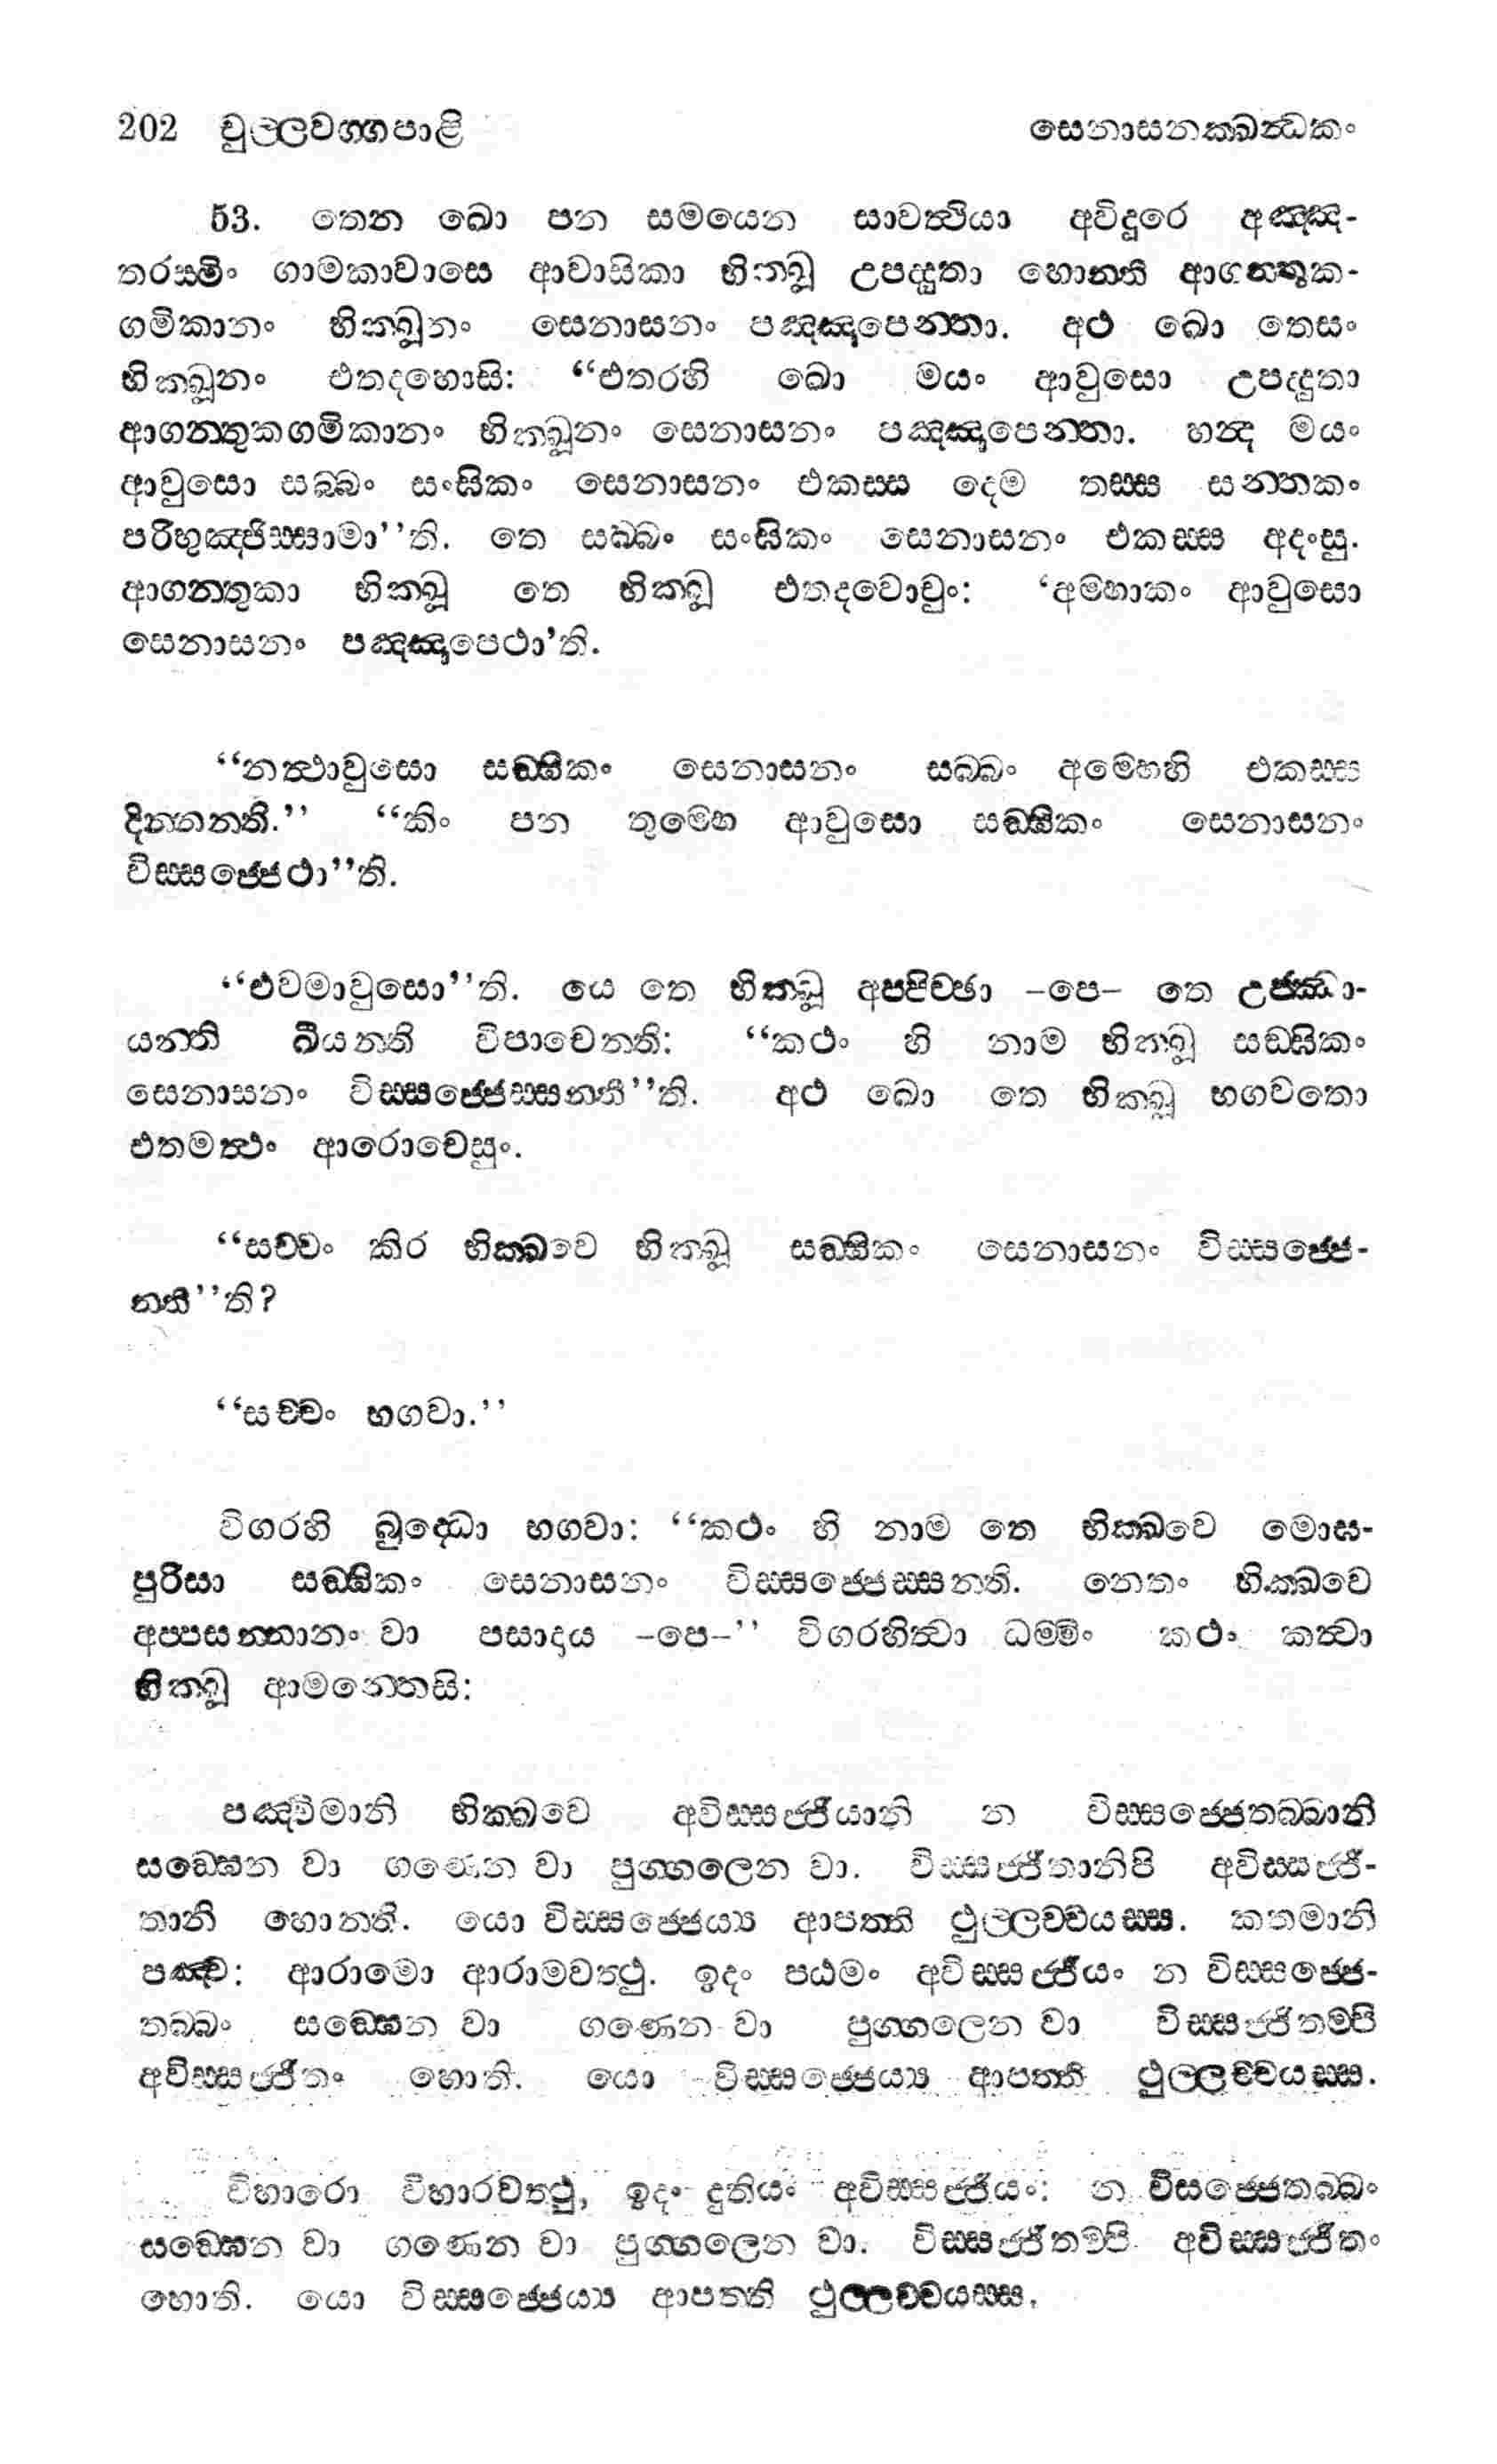 202 චුල්ලවග්ගපාළි සෙනාසනක්ඛන්ධකං
53. තෙන ඛො පන සමයෙන සාවත්ථියා අවිදූරෙ අඤ්ඤ-
තරස්මිං ගාමකාවාසෙ ආවාසිකා භික්ඛූ උපද්දුතා හොන්ති ආගන්තුක-
ගමිකානං භික්ඛූනං සෙනාසනං පඤ්ඤාපෙන්තා. අථ ඛො තෙසං
භික්ඛූනං එතදහොසි: “එතරහි ඛො මයං ආවුසො උපද්දුතා
ආගන්තුකගමිකානං භික්ඛූනං සෙනාසනං පඤ්ඤාපෙන්තා. හන්ද මයං
ආවුසො සබ්බං සංඝිකං සෙනාසනං එකස්ස දෙම තස්ස සන්තකං
පරිභුඤ්ජිස්සාමා’’ති. තෙ සබ්බං සංඝිකං සෙනාසනං එකස්ස අදංසු.
ආගන්තුකා භික්ඛූ තෙ භික්ඛූ එතදවොචුං: ‘අම්හාකං ආවුසො
සෙනාසනං පඤ්ඤාපෙථා’ති.
“නත්ථාවුසො සඞ්ඝිකං සෙනාසනං සබ්බං අම්හෙහි එකස්ස
දින්නන්ති.’’ “කිං පන තුම්හෙ ආවුසො සඞ්ඝිකං සෙනාසනං
විස්සජ්ජෙථා”ති.
“එවමාවුසො’’ති. යෙ තෙ භික්ඛූ අප්පිච්ඡා –පෙ– තෙ උජ්ඣා-
යන්ති ඛීයන්ති විපාචෙන්ති: “කථං හි නාම භික්ඛූ සඞ්ඝිකං
සෙනාසනං විස්සජ්ජෙස්සන්තී’’ති. අථ ඛො තෙ භික්ඛූ භගවතො
එතමත්ථං ආරොචෙසුං.
“සච්චං කිර භික්ඛවෙ භික්ඛූ සඞ්ඝිකං සෙනාසනං විස්සජ්ජෙ-
න්තී’’ති?
“සච්චං භගවා.’’
විගරහි බුද්ධො භගවා: “කථං හි නාම තෙ භික්ඛවෙ මොඝ-
පුරිසා සඞ්ඝිකං සෙනාසනං විස්සජ්ජෙස්සන්ති. නෙතං භික්ඛවෙ
අප්පසන්නානං වා පසාදාය –පෙ–’’ විගරහිත්වා ධම්මිං කථං කත්වා
භික්ඛූ ආමන්තෙසි:
පඤ්චිමානි භික්ඛවෙ අවිස්සජ්ජියානි න විස්සජ්ජෙතබ්බානි
සඞ්ඝෙන වා ගණෙන වා පුග්ගලෙන වා. විස්සජ්ජිතානිපි අවිස්සජ්ජි-
තානි හොන්ති. යො විස්සජ්ජෙය්‍ය ආපත්ති ථුල්ලච්චයස්ස. කතමානි
පඤ්ච: ආරාමො ආරාමවත්ථු. ඉදං පඨමං අවිස්සජ්ජියං න විස්සජ්ජෙ-
තබ්බං සඞ්ඝෙන වා ගණෙන වා පුග්ගලෙන වා විස්සජ්ජිතම්පි
අවිස්සජ්ජිතං හොති. යො විස්සජ්ජෙය්‍ය ආපත්ති ථුල්ලච්චයස්ස.
විහාරො විහාරවත්ථු, ඉදං දුතියං අවිස්සජ්ජියං: න විසජ්ජෙතබ්බං
සඞ්ඝෙන වා ගණෙන වා පුග්ගලෙන වා. විස්සජ්ජිතම්පි අවිස්සජ්ජිතං
හොති. යො විස්සජ්ජෙය්‍ය ආපත්ති ථුල්ලච්චයස්ස.